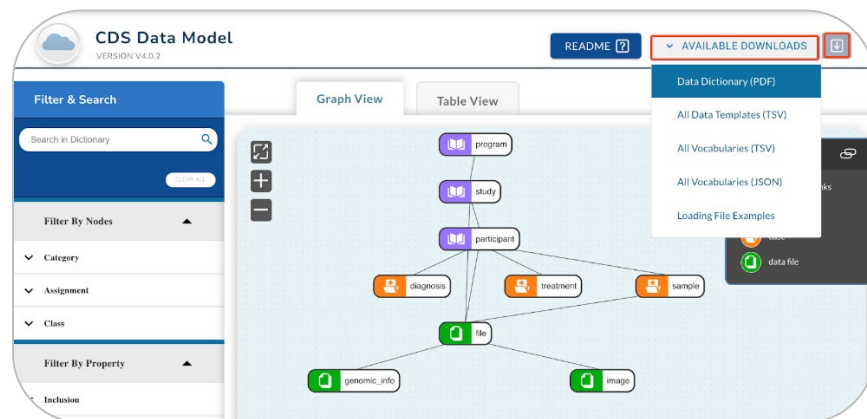 CDS Data Model
VERSION V4.0.2
README ?
AVAILABLE DOWNLOADS
Data Dictionary (PDF)
All Data Templates (TSV)
All Vocabularies (TSV)
All Vocabularies (JSON)
Loading File Examples
Filter & Search
Search in Dictionary
CLEAR ALL
Filter By Nodes
Category
Assignment
Class
Filter By Property
Inclusion
Graph View
Table View
program
study
participant
diagnosis
treatment
sample
file
genomic_info
image
data file